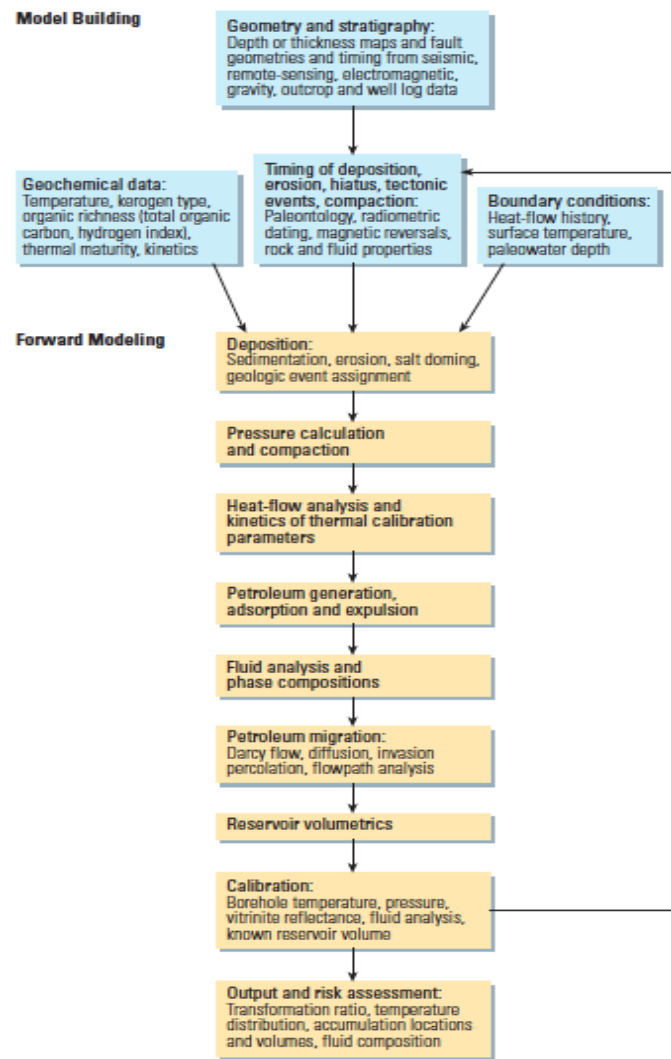 Model Building
Geometry and stratigraphy:
Depth or thickness maps and fault
geometries and timing from seismic,
remote-sensing, electromagnetic,
gravity, outcrop and well log data
Geochemical data:
Temperature, kerogen type,
organic richness (total organic
carbon, hydrogen index),
thermal maturity, kinetics
Timing of deposition,
erosion, hiatus, tectonic
events, compaction:
Paleontology, radiometric
dating, magnetic reversals,
rock and fluid properties
Boundary conditions:
Heat-flow history,
surface temperature,
paleowater depth
Forward Modeling
Deposition:
Sedimentation, erosion, salt doming,
geologic event assignment
Pressure calculation
and compaction
Heat-flow analysis and
kinetics of thermal calibration
parameters
Petroleum generation,
adsorption and expulsion
Fluid analysis and
phase compositions
Petroleum migration:
Darcy flow, diffusion, invasion
percolation, flowpath analysis
Reservoir volumetrics
Calibration:
Borehole temperature, pressure,
vitrinite reflectance, fluid analysis,
known reservoir volume
Output and risk assessment:
Transformation ratio, temperature
distribution, accumulation locations
and volumes, fluid composition